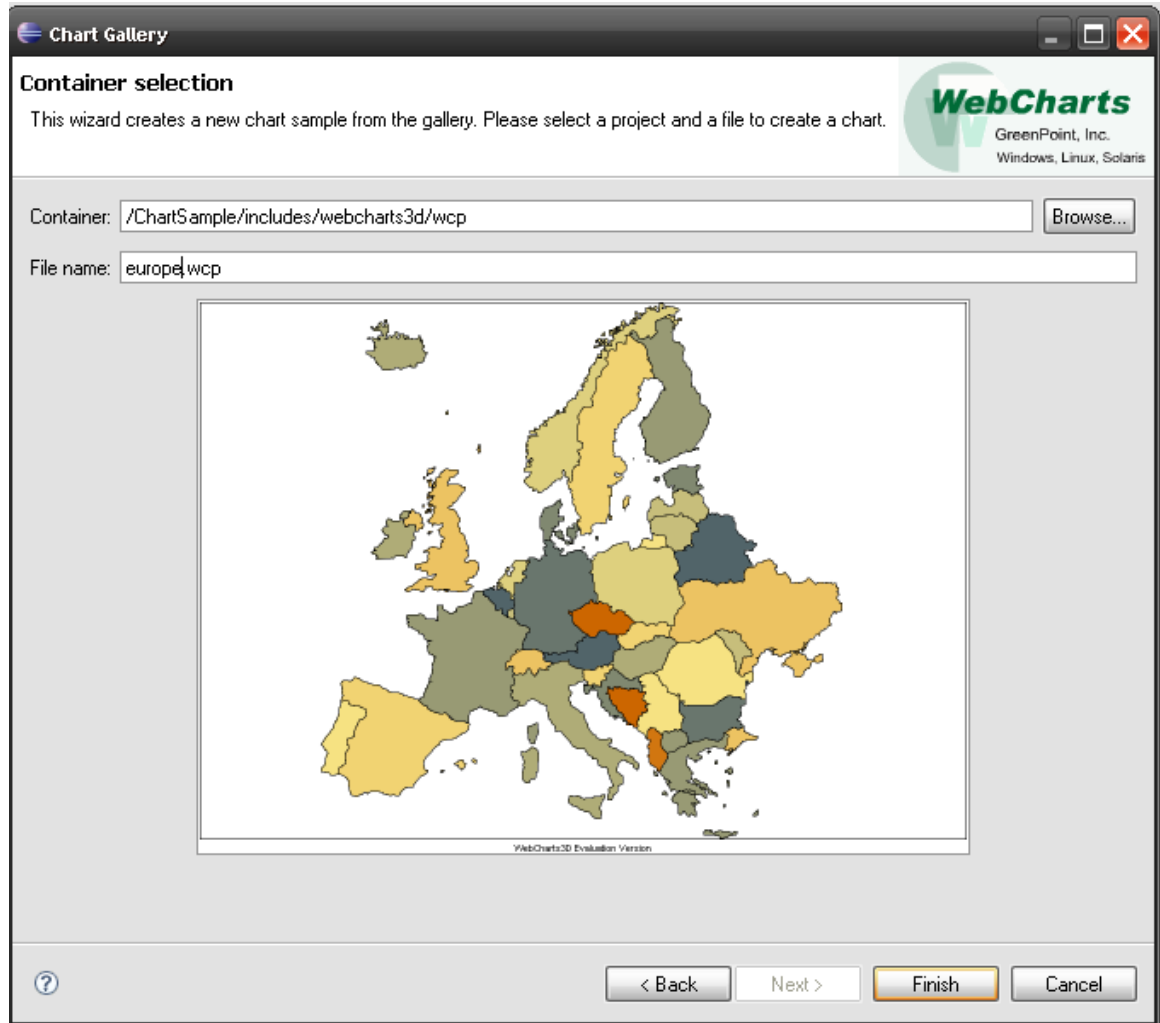 Chart Gallery
Container selection
This wizard creates a new chart sample from the gallery. Please select a project and a file to create a chart.
WebCharts
GreenPoint, Inc.
Windows, Linux, Solaris
Container: /ChartSample/includes/webcharts3d/wcp Browse...
File name: europe.wcp
WebCharts3D Evaluation Version
? < Back Next > Finish Cancel